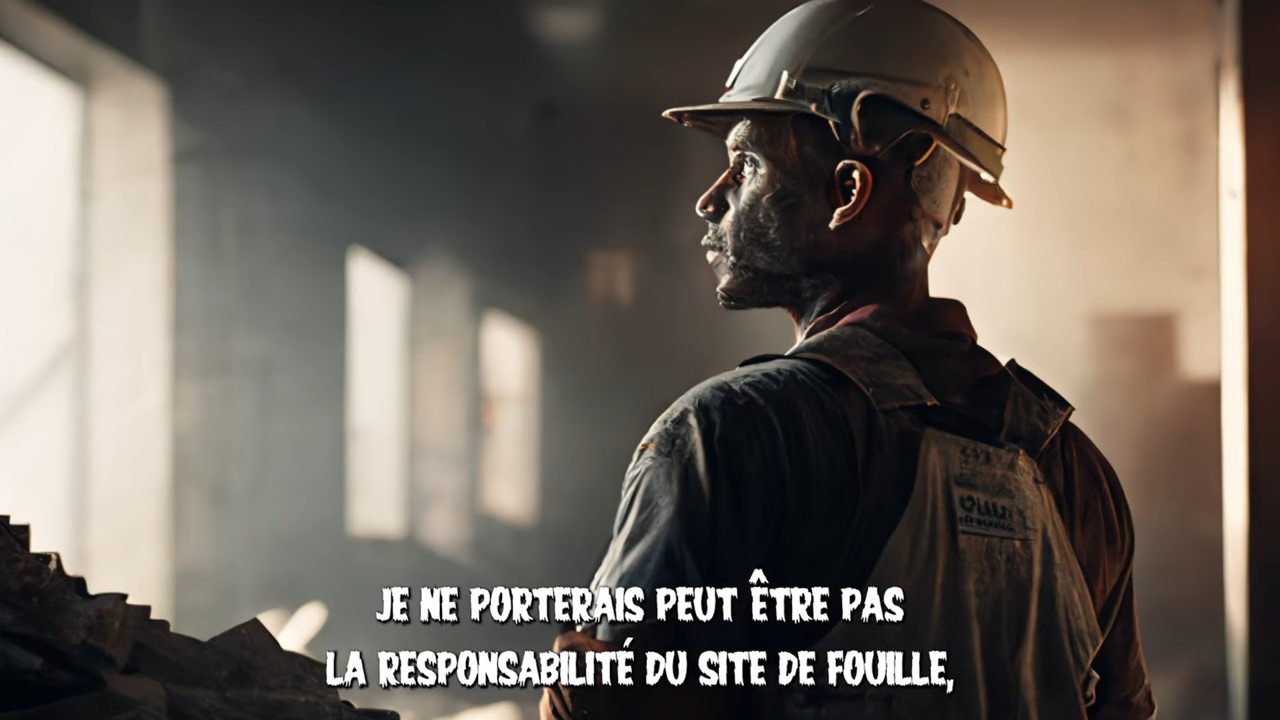 JE NE PORTERAIS PEUT ÊTRE PAS
LA RESPONSABILITÉ DU SITE DE FOUILLE,